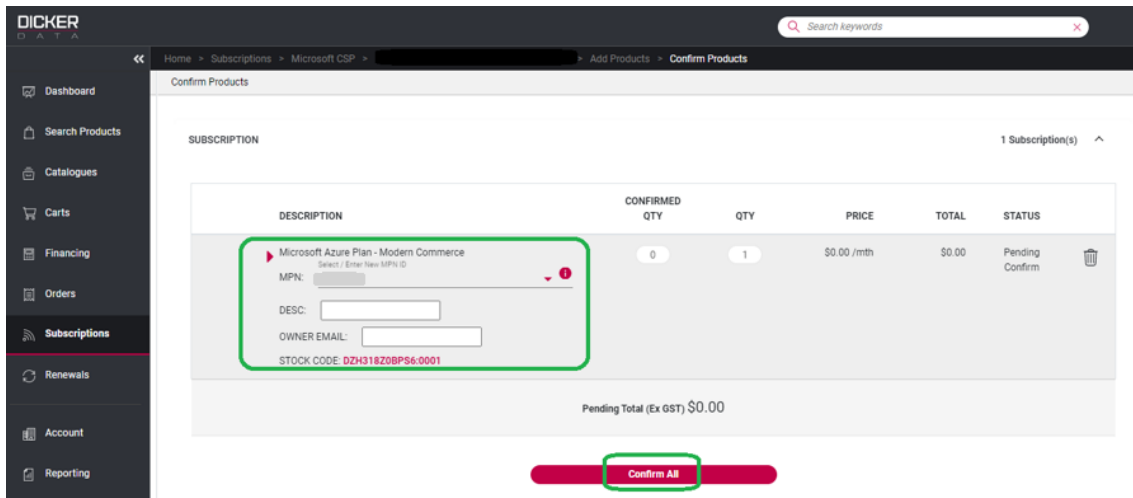 DICKER
DATA
Search keywords
Home > Subscriptions > Microsoft CSP > > Add Products > Confirm Products
Confirm Products
Dashboard
Search Products
Catalogues
Carts
Financing
Orders
Subscriptions
Renewals
Account
Reporting
SUBSCRIPTION 1 Subscription(s)
DESCRIPTION CONFIRMED QTY QTY PRICE TOTAL STATUS
Microsoft Azure Plan - Modern Commerce 0 1 $0.00 /mth $0.00 Pending Confirm
Select / Enter New MPN ID
MPN:
DESC:
OWNER EMAIL:
STOCK CODE: DZH318Z0BPS6:0001
Pending Total (Ex GST) $0.00
Confirm All